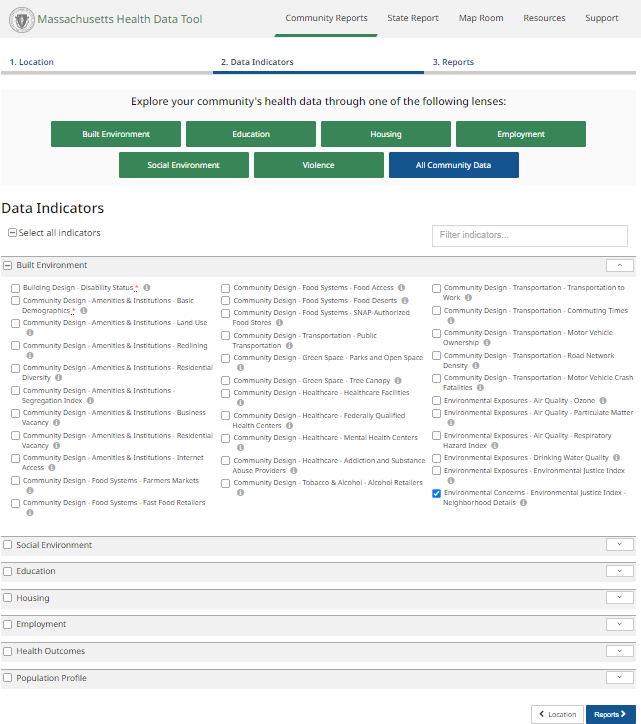 Massachusetts Health Data Tool
Community Reports
State Report
Map Room
Resources
Support
1. Location
2. Data Indicators
3. Reports
Explore your community's health data through one of the following lenses:
Built Environment
Education
Housing
Employment
Social Environment
Violence
All Community Data
Data Indicators
Select all indicators
Filter indicators...
Built Environment
Building Design - Disability Status *
Community Design - Amenities & Institutions - Basic
Demographics *
Community Design - Amenities & Institutions - Land Use
Community Design - Amenities & Institutions - Redlining
Community Design - Amenities & Institutions - Residential
Diversity
Community Design - Amenities & Institutions -
Segregation Index
Community Design - Amenities & Institutions - Business
Vacancy
Community Design - Amenities & Institutions - Residential
Vacancy
Community Design - Amenities & Institutions - Internet
Access
Community Design - Food Systems - Farmers Markets
Community Design - Food Systems - Fast Food Retailers
Community Design - Food Systems - Food Access
Community Design - Food Systems - Food Deserts
Community Design - Food Systems - SNAP-Authorized
Food Stores
Community Design - Transportation - Public
Transportation
Community Design - Green Space - Parks and Open Space
Community Design - Green Space - Tree Canopy
Community Design - Healthcare - Healthcare Facilities
Community Design - Healthcare - Federally Qualified
Health Centers
Community Design - Healthcare - Mental Health Centers
Community Design - Healthcare - Addiction and Substance
Abuse Providers
Community Design - Tobacco & Alcohol - Alcohol Retailers
Community Design - Transportation - Transportation to
Work
Community Design - Transportation - Commuting Times
Community Design - Transportation - Motor Vehicle
Ownership
Community Design - Transportation - Road Network
Density
Community Design - Transportation - Motor Vehicle Crash
Fatalities
Environmental Exposures - Air Quality - Ozone
Environmental Exposures - Air Quality - Particulate Matter
Environmental Exposures - Air Quality - Respiratory
Hazard Index
Environmental Exposures - Drinking Water Quality
Environmental Exposures - Environmental Justice Index
Environmental Concerns - Environmental Justice Index -
Neighborhood Details
Social Environment
Education
Housing
Employment
Health Outcomes
Population Profile
Location
Reports